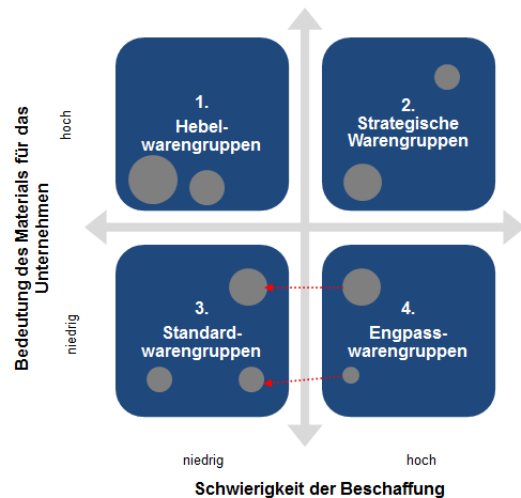 Bedeutung des Materials für das
Unternehmen
hoch
niedrig
1.
Hebel-
warengruppen
2.
Strategische
Warengruppen
3.
Standard-
warengruppen
4.
Engpass-
warengruppen
niedrig
hoch
Schwierigkeit der Beschaffung